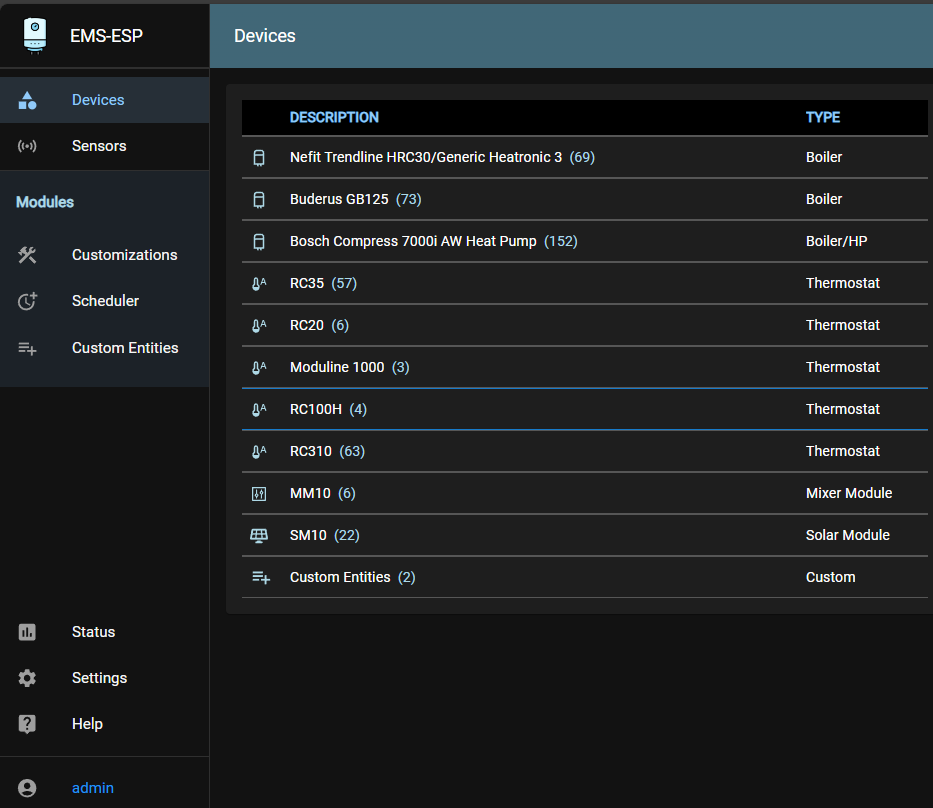 EMS-ESP
Devices
Devices
Sensors
Modules
Customizations
Scheduler
Custom Entities
Status
Settings
Help
admin
DESCRIPTION TYPE
Nefit Trendline HRC30/Generic Heatronic 3 (69) Boiler
Buderus GB125 (73) Boiler
Bosch Compress 7000i AW Heat Pump (152) Boiler/HP
RC35 (57) Thermostat
RC20 (6) Thermostat
Moduline 1000 (3) Thermostat
RC100H (4) Thermostat
RC310 (63) Thermostat
MM10 (6) Mixer Module
SM10 (22) Solar Module
Custom Entities (2) Custom